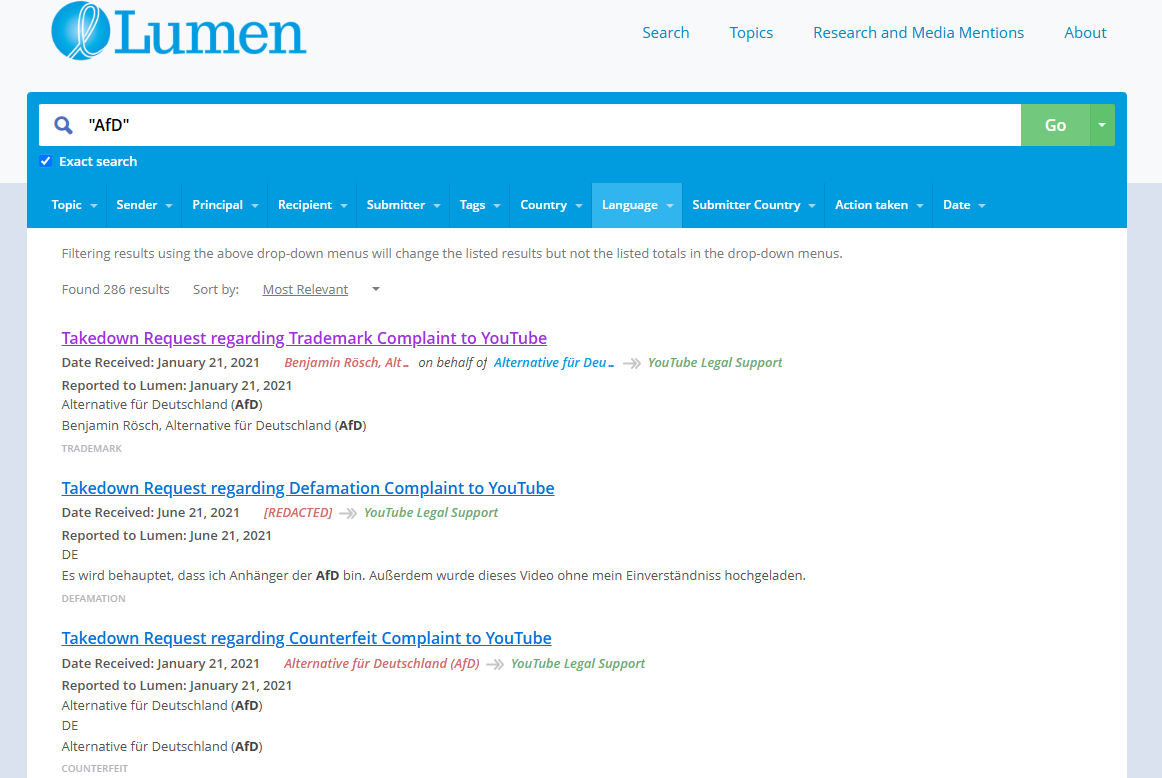 Lumen
Search Topics Research and Media Mentions About
"AfD" Go
Exact search
Topic Sender Principal Recipient Submitter Tags Country Language Submitter Country Action taken Date
Filtering results using the above drop-down menus will change the listed results but not the listed totals in the drop-down menus.
Found 286 results Sort by: Most Relevant
Takedown Request regarding Trademark Complaint to YouTube
Date Received: January 21, 2021 Benjamin Rösch, Alt... on behalf of Alternative für Deu... YouTube Legal Support
Reported to Lumen: January 21, 2021
Alternative für Deutschland (AfD)
Benjamin Rösch, Alternative für Deutschland (AfD)
TRADEMARK
Takedown Request regarding Defamation Complaint to YouTube
Date Received: June 21, 2021 [REDACTED] YouTube Legal Support
Reported to Lumen: June 21, 2021
DE
Es wird behauptet, dass ich Anhänger der AfD bin. Außerdem wurde dieses Video ohne mein Einverständniss hochgeladen.
DEFAMATION
Takedown Request regarding Counterfeit Complaint to YouTube
Date Received: January 21, 2021 Alternative für Deutschland (AfD) YouTube Legal Support
Reported to Lumen: January 21, 2021
Alternative für Deutschland (AfD)
DE
Alternative für Deutschland (AfD)
COUNTERFEIT